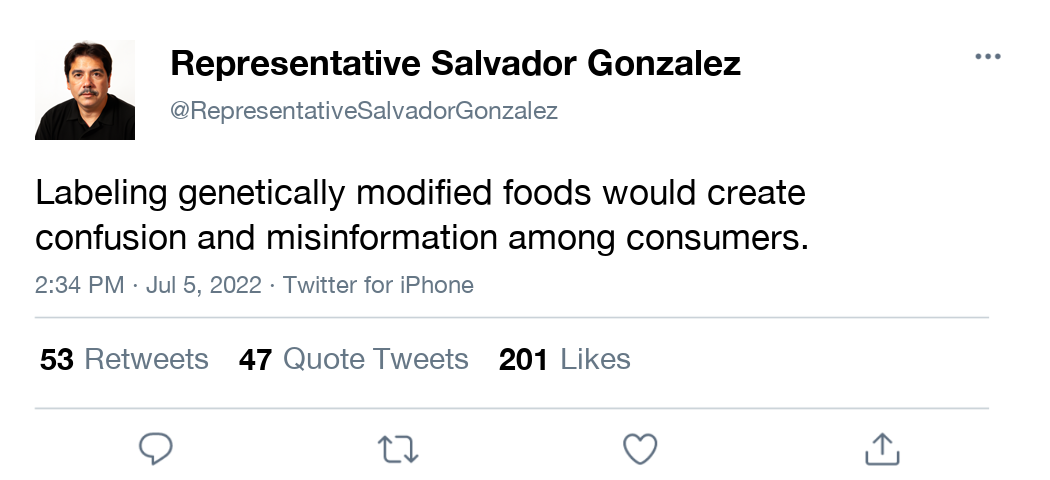 Representative Salvador Gonzalez
@RepresentativeSalvadorGonzalez
Labeling genetically modified foods would create
confusion and misinformation among consumers.
2:34 PM · Jul 5, 2022 · Twitter for iPhone
53 Retweets 47 Quote Tweets 201 Likes